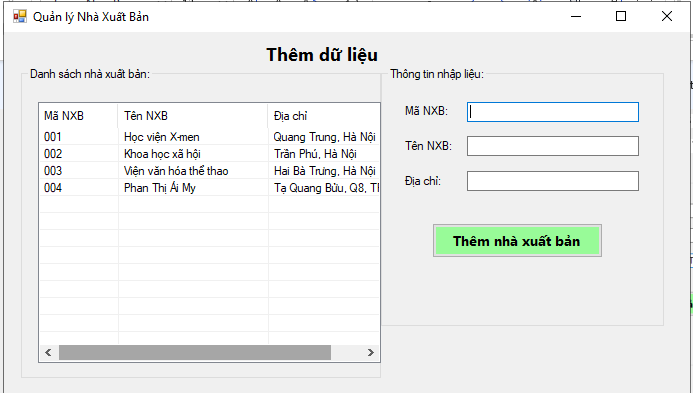 Quản lý Nhà Xuất Bản
Thêm dữ liệu
Danh sách nhà xuất bản:
Mã NXB Tên NXB Địa chỉ
001 Học viện X-men Quang Trung, Hà Nội
002 Khoa học xã hội Trần Phú, Hà Nội
003 Viện văn hóa thể thao Hai Bà Trưng, Hà Nội
004 Phan Thị Ái My Tạ Quang Bửu, Q8,
Thông tin nhập liệu:
Mã NXB:
Tên NXB:
Địa chỉ:
Thêm nhà xuất bản